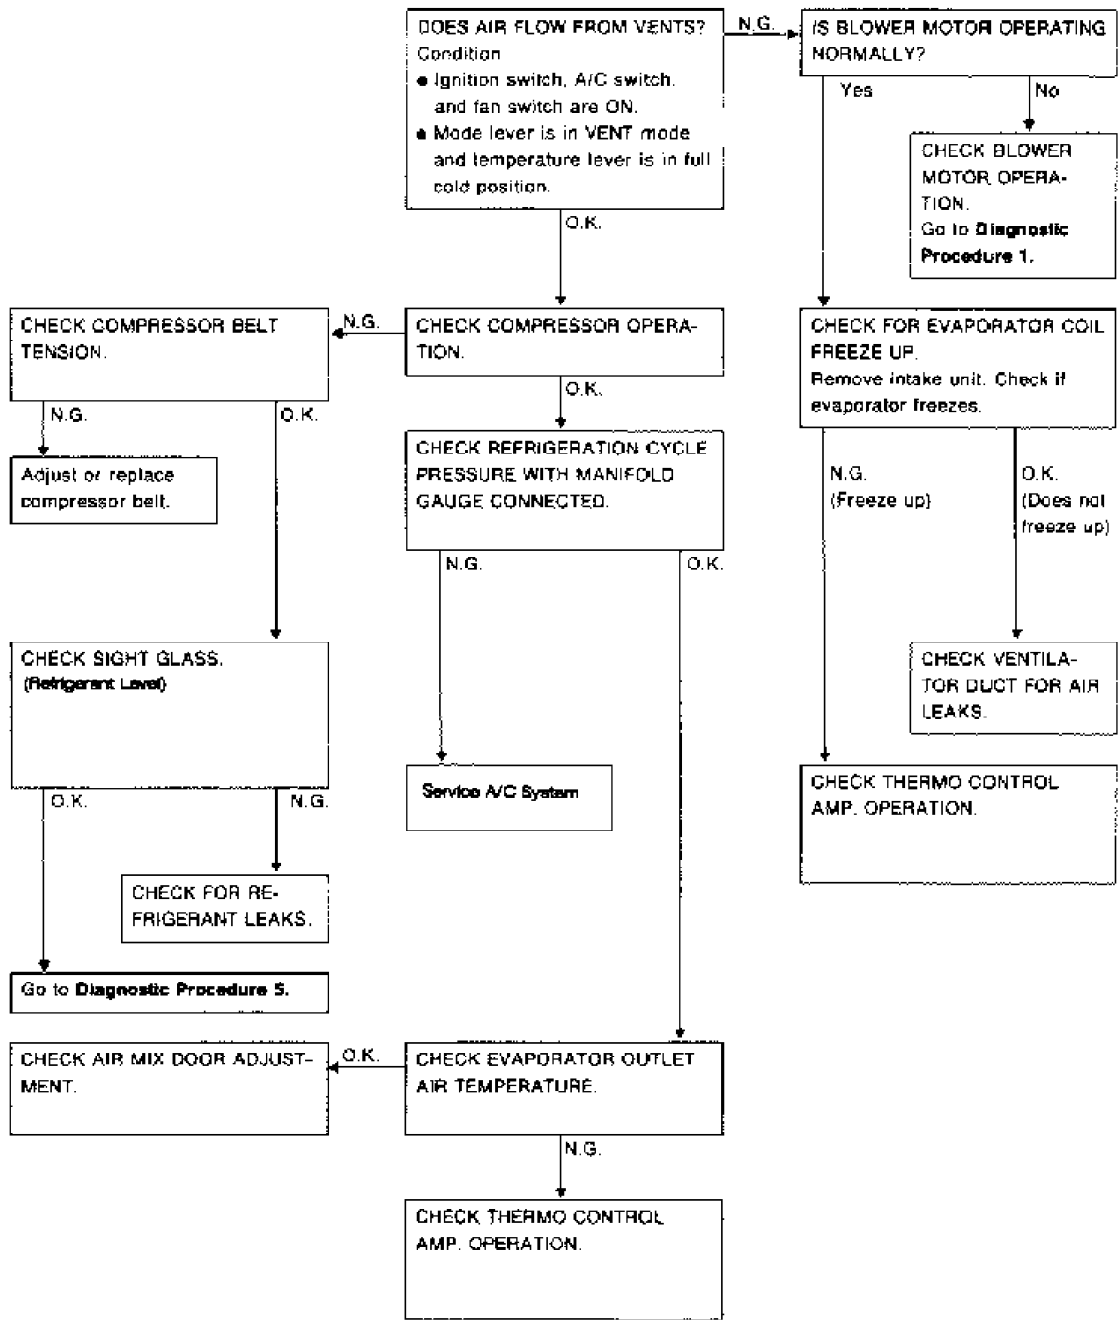 DOES AIR FLOW FROM VENTS?
Condition
● Ignition switch, A/C switch,
and fan switch are ON.
● Mode lever is in VENT mode
and temperature lever is in full
cold position.
N.G.
IS BLOWER MOTOR OPERATING
NORMALLY?
Yes
No
CHECK BLOWER
MOTOR OPERA-
TION.
Go to Diagnostic
Procedure 1.
O.K.
CHECK COMPRESSOR BELT
TENSION.
N.G.
CHECK COMPRESSOR OPERA-
TION.
CHECK FOR EVAPORATOR COIL
FREEZE UP.
Remove intake unit. Check if
evaporator freezes.
N.G.
O.K.
O.K.
Adjust or replace
compressor belt.
CHECK REFRIGERATION CYCLE
PRESSURE WITH MANIFOLD
GAUGE CONNECTED.
N.G.
(Freeze up)
O.K.
(Does not
freeze up)
N.G.
O.K.
CHECK SIGHT GLASS.
(Refrigerant Level)
CHECK VENTILA-
TOR DUCT FOR AIR
LEAKS.
O.K.
N.G.
Service A/C System
CHECK THERMO CONTROL
AMP. OPERATION.
CHECK FOR RE-
FRIGERANT LEAKS.
Go to Diagnostic Procedure 5.
CHECK AIR MIX DOOR ADJUST-
MENT.
O.K.
CHECK EVAPORATOR OUTLET
AIR TEMPERATURE.
N.G.
CHECK THERMO CONTROL
AMP. OPERATION.